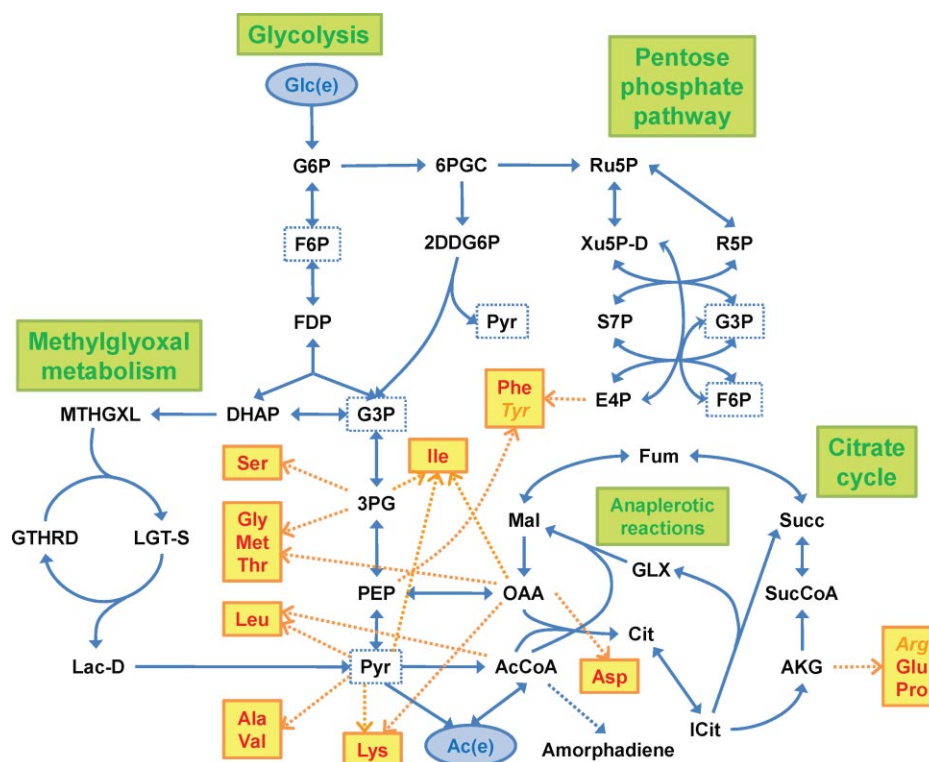 Glycolysis
Glc(e)
Pentose
phosphate
pathway
G6P
6PGC
Ru5P
F6P
2DDG6P
Xu5P-D
R5P
FDP
Pyr
S7P
G3P
Methylglyoxal
metabolism
MTHGXL
DHAP
G3P
Phe
Tyr
E4P
F6P
Ser
Ile
Fum
Citrate
cycle
3PG
Gly
Met
Thr
Mal
Anaplerotic
reactions
Succ
GTHRD
LGT-S
GLX
PEP
OAA
SucCoA
Leu
Cit
Lac-D
Pyr
AcCoA
Asp
AKG
Arg
Glu
Pro
Ala
Val
Lys
Ac(e)
Amorphadiene
ICit